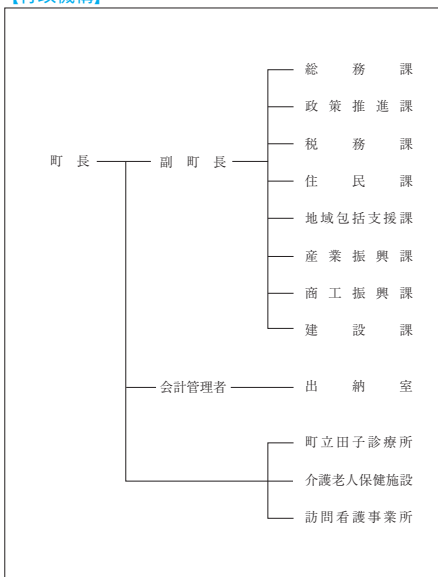 【行政機構】
総務課
政策推進課
税務課
町長
副町長
住民課
地域包括支援課
産業振興課
商工振興課
建設課
会計管理者
出納室
町立田子診療所
介護老人保健施設
訪問看護事業所